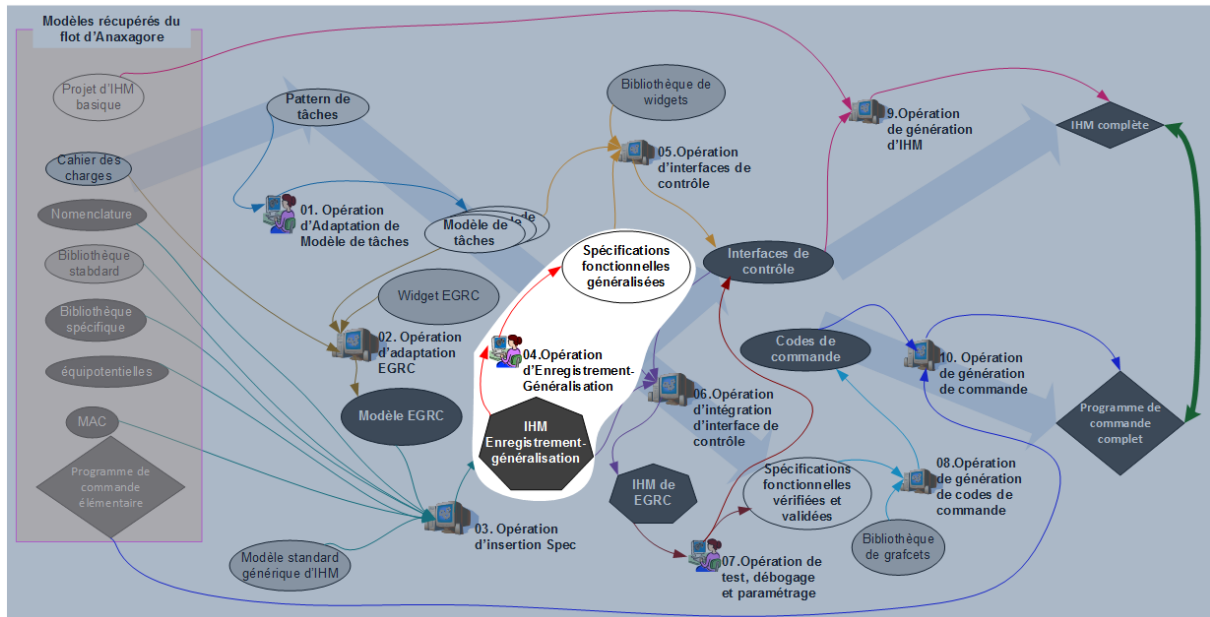 Modèles récupérés du
flot d'Anaxagore
Projet d'IHM
basique
Cahier des
charges
Nomenclature
Bibliothèque
stabdard
Bibliothèque
spécifique
équipotentielles
MAC
Programme de
commande
élémentaire
Pattern de
tâches
01. Opération
d'Adaptation de
Modèle de tâches
de
Modèle de
tâches
Widget EGRC
02. Opération
d'adaptation
EGRC
Modèle EGRC
03. Opération
d'insertion Spec
Modèle standard
générique d'IHM
Bibliothèque de
widgets
05.Opération
d'interfaces de
contrôle
Spécifications
fonctionnelles
généralisées
04.Opération
d'Enregistrement-
Généralisation
IHM
Enregistrement-
généralisation
Interfaces de
contrôle
06.Opération
d'intégration
d'interface de
contrôle
IHM de
EGRC
07.Opération de
test, débogage
et paramétrage
Spécifications
fonctionnelles
vérifiées et
validées
Codes de
commande
08.Opération
de génération
de codes de
commande
Bibliothèque
de grafcets
9.Opération
de génération
d'IHM
10. Opération
de génération
de commande
IHM complète
Programme de
commande
complet